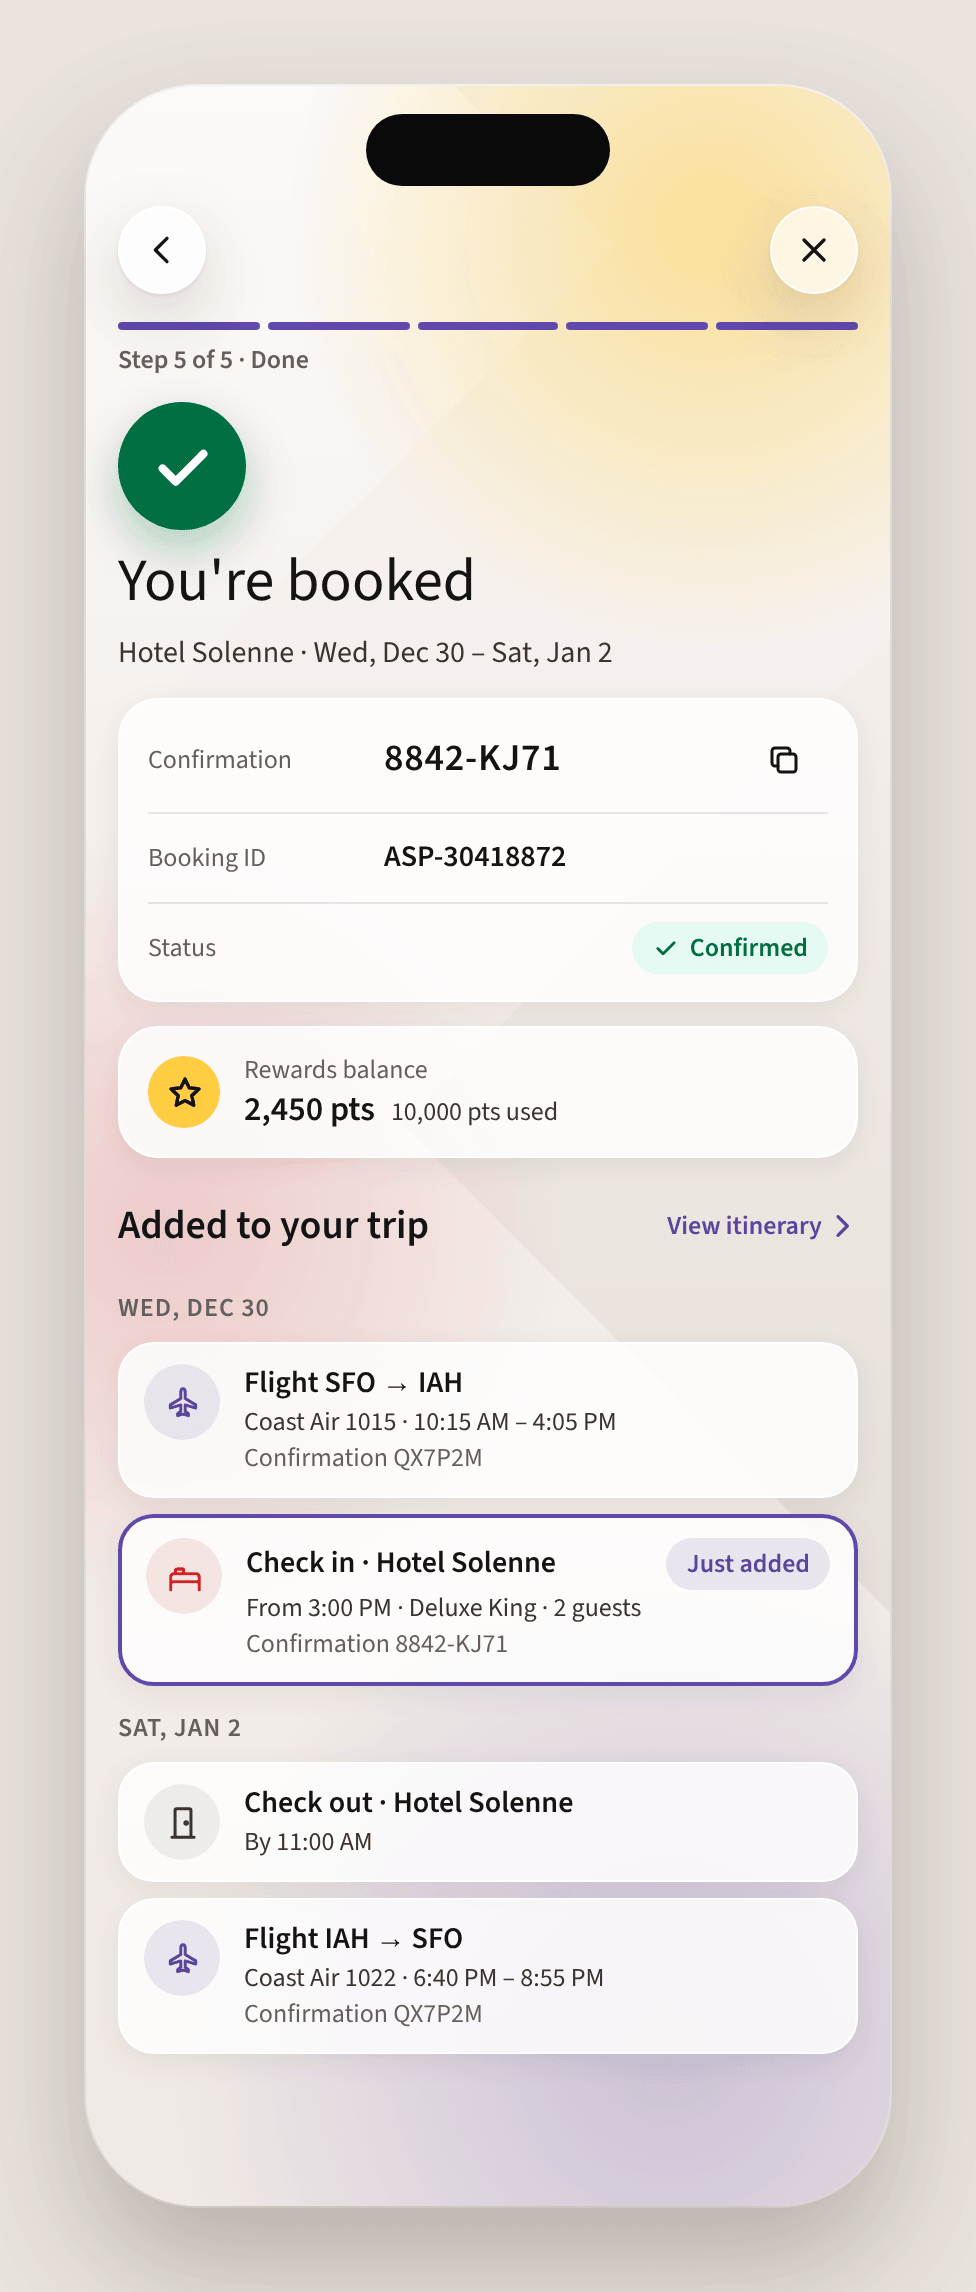 Step 5 of 5 · Done
You're booked
Hotel Solenne · Wed, Dec 30 – Sat, Jan 2
Confirmation 8842-KJ71
Booking ID ASP-30418872
Status Confirmed
Rewards balance
2,450 pts 10,000 pts used
Added to your trip View itinerary
WED, DEC 30
Flight SFO → IAH
Coast Air 1015 · 10:15 AM – 4:05 PM
Confirmation QX7P2M
Check in · Hotel Solenne Just added
From 3:00 PM · Deluxe King · 2 guests
Confirmation 8842-KJ71
SAT, JAN 2
Check out · Hotel Solenne
By 11:00 AM
Flight IAH → SFO
Coast Air 1022 · 6:40 PM – 8:55 PM
Confirmation QX7P2M